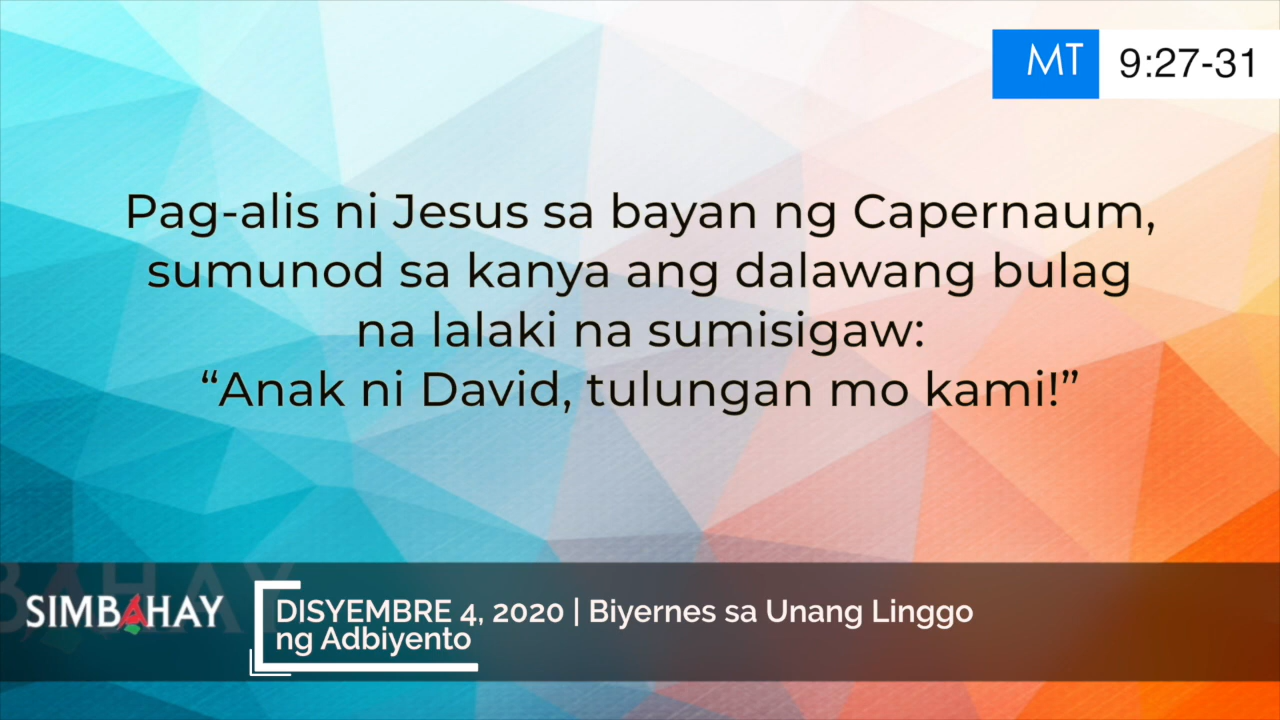 MT 9:27-31
Pag-alis ni Jesus sa bayan ng Capernaum,
sumunod sa kanya ang dalawang bulag
na lalaki na sumisigaw:
“Anak ni David, tulungan mo kami!”
SIMBAHAY
DISYEMBRE 4, 2020 | Biyernes sa Unang Linggo
ng Adbiyento